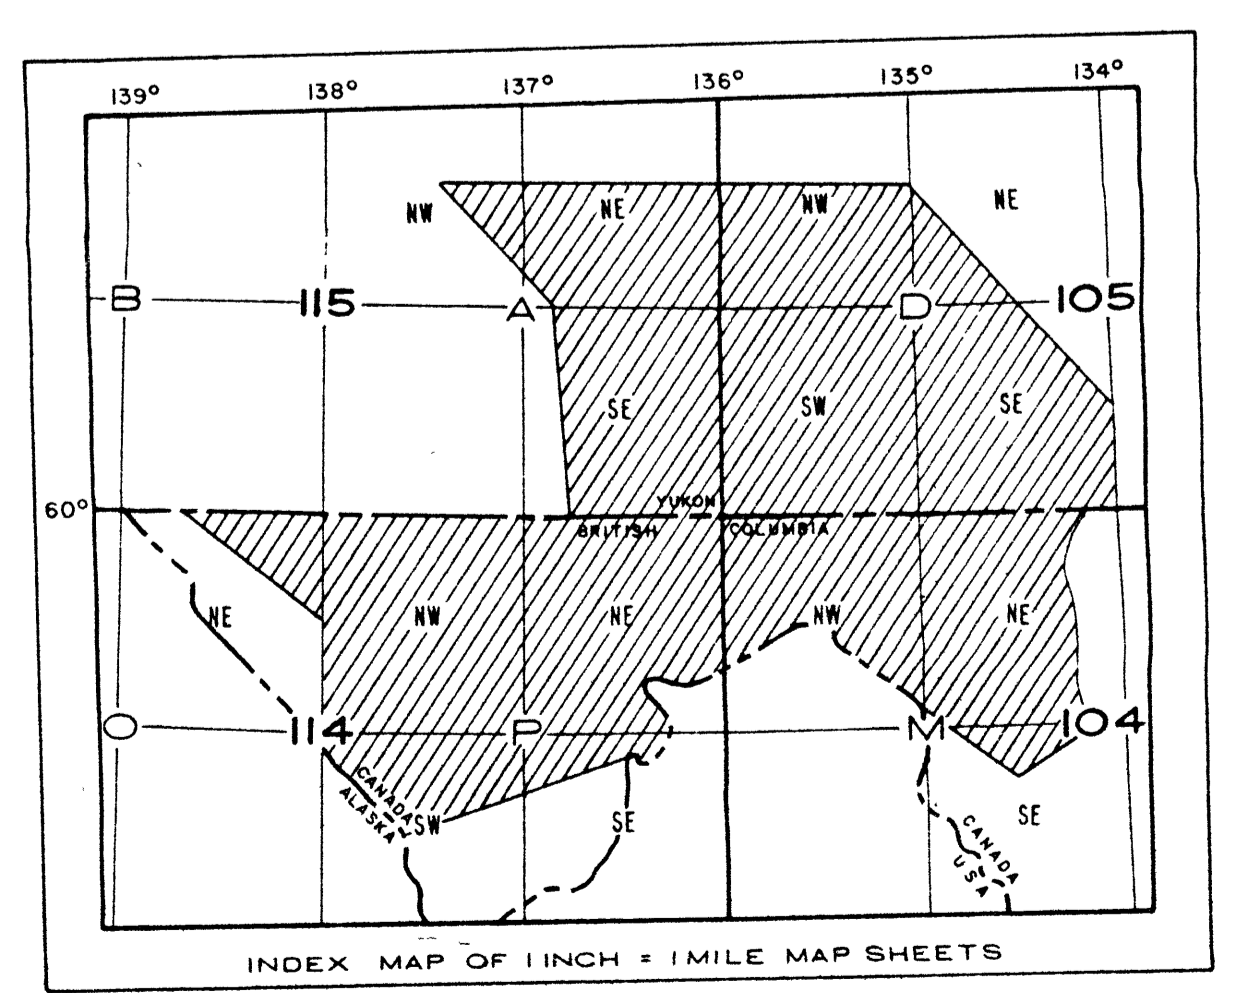 139° 138° 137° 136° 135° 134°
NW NE NW NE
B 115 A D 105
SE SW SE
60°
YUKON
BRITISH COLUMBIA
NE NW NE NW NE
O 114 P M 104
CANADA
ALASKA
SW SE SE
CANADA
USA
INDEX MAP OF 1 INCH = 1 MILE MAP SHEETS